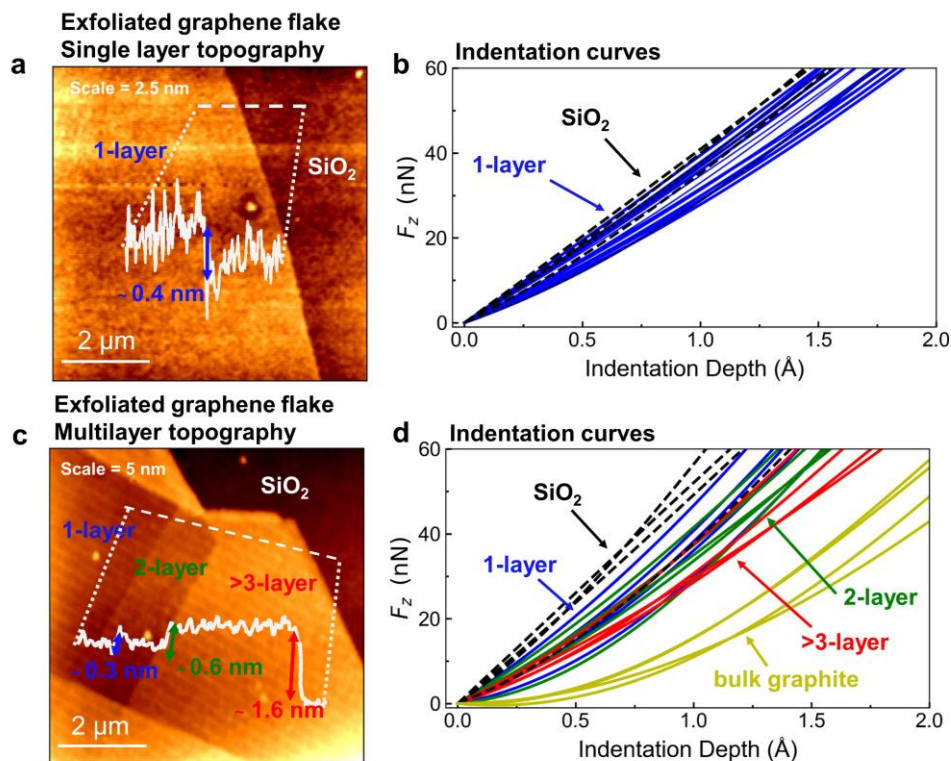 Exfoliated graphene flake
Single layer topography
a
Scale = 2.5 nm
1-layer
SiO2
~ 0.4 nm
2 µm
b
Indentation curves
60
40
20
0
Fz (nN)
SiO2
1-layer
0.0 0.5 1.0 1.5 2.0
Indentation Depth (Å)
Exfoliated graphene flake
Multilayer topography
c
Scale = 5 nm
SiO2
1-layer
2-layer
>3-layer
~ 0.3 nm
~ 0.6 nm
~ 1.6 nm
2 µm
d
Indentation curves
60
40
20
0
Fz (nN)
SiO2
1-layer
2-layer
>3-layer
bulk graphite
0.0 0.5 1.0 1.5 2.0
Indentation Depth (Å)